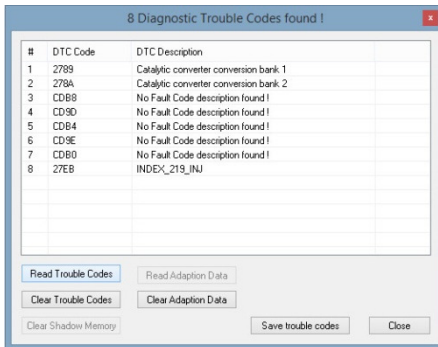 8 Diagnostic Trouble Codes found !
x
# DTC Code DTC Description
1 2789 Catalytic converter conversion bank 1
2 278A Catalytic converter conversion bank 2
3 CDB8 No Fault Code description found !
4 CD9D No Fault Code description found !
5 CDB4 No Fault Code description found !
6 CD9E No Fault Code description found !
7 CDB0 No Fault Code description found !
8 27EB INDEX_219_INJ
Read Trouble Codes Read Adaption Data
Clear Trouble Codes Clear Adaption Data
Clear Shadow Memory Save trouble codes Close